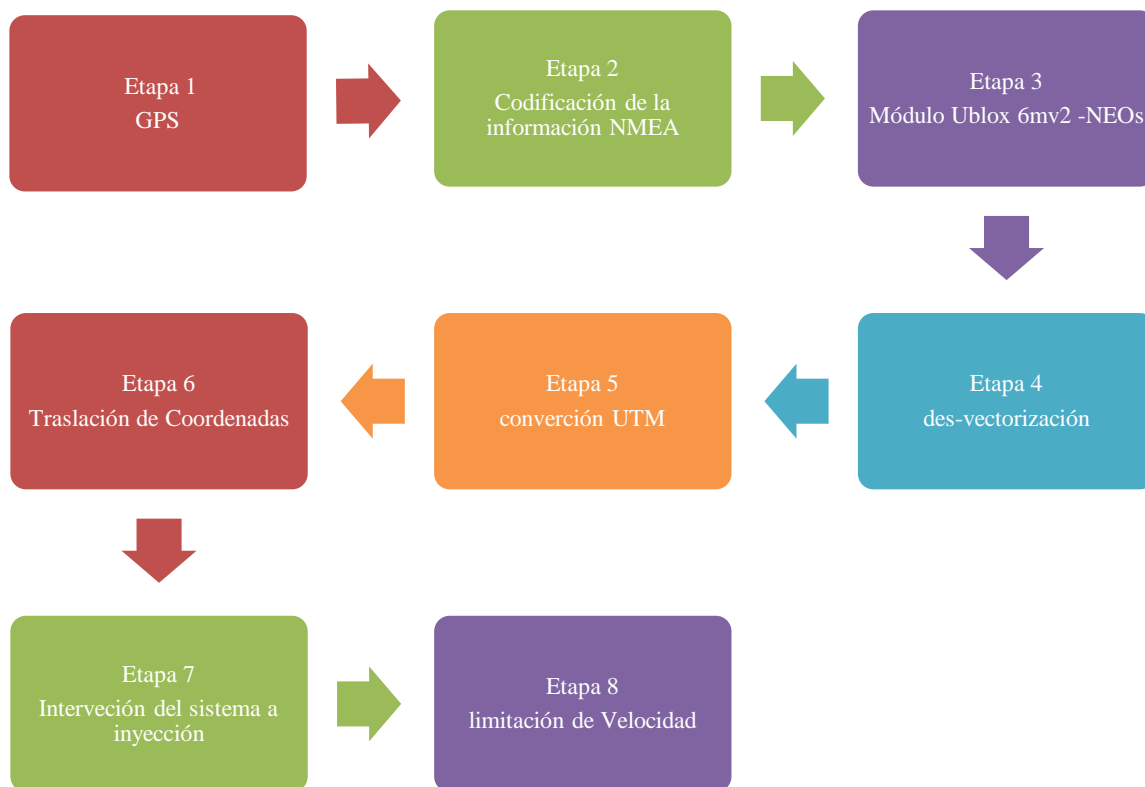 Etapa 1
GPS
Etapa 2
Codificación de la
información NMEA
Etapa 3
Módulo Ublox 6mv2 -NEOs
Etapa 6
Traslación de Coordenadas
Etapa 5
converción UTM
Etapa 4
des-vectorización
Etapa 7
Interveción del sistema a
inyección
Etapa 8
limitación de Velocidad